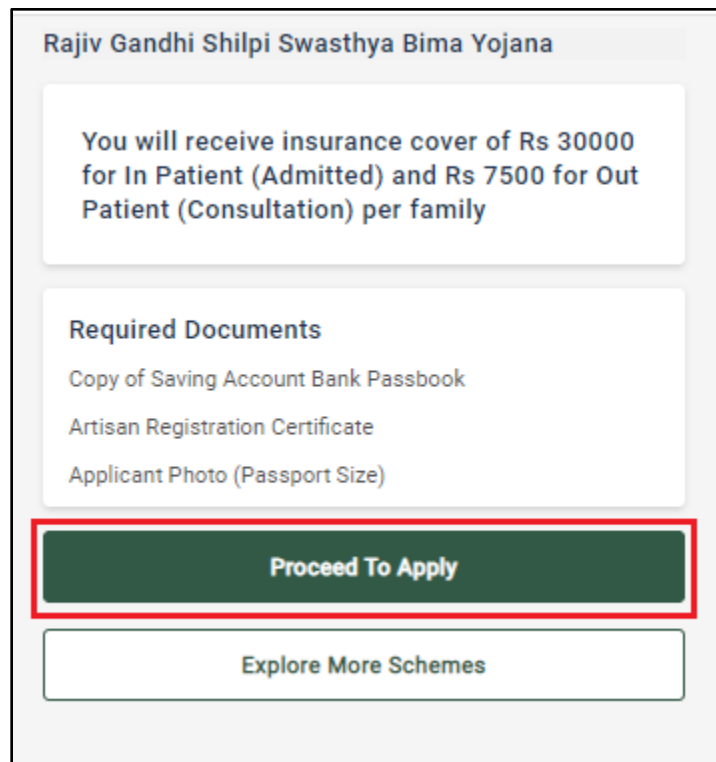 Rajiv Gandhi Shilpi Swasthya Bima Yojana
You will receive insurance cover of Rs 30000
for In Patient (Admitted) and Rs 7500 for Out
Patient (Consultation) per family
Required Documents
Copy of Saving Account Bank Passbook
Artisan Registration Certificate
Applicant Photo (Passport Size)
Proceed To Apply
Explore More Schemes